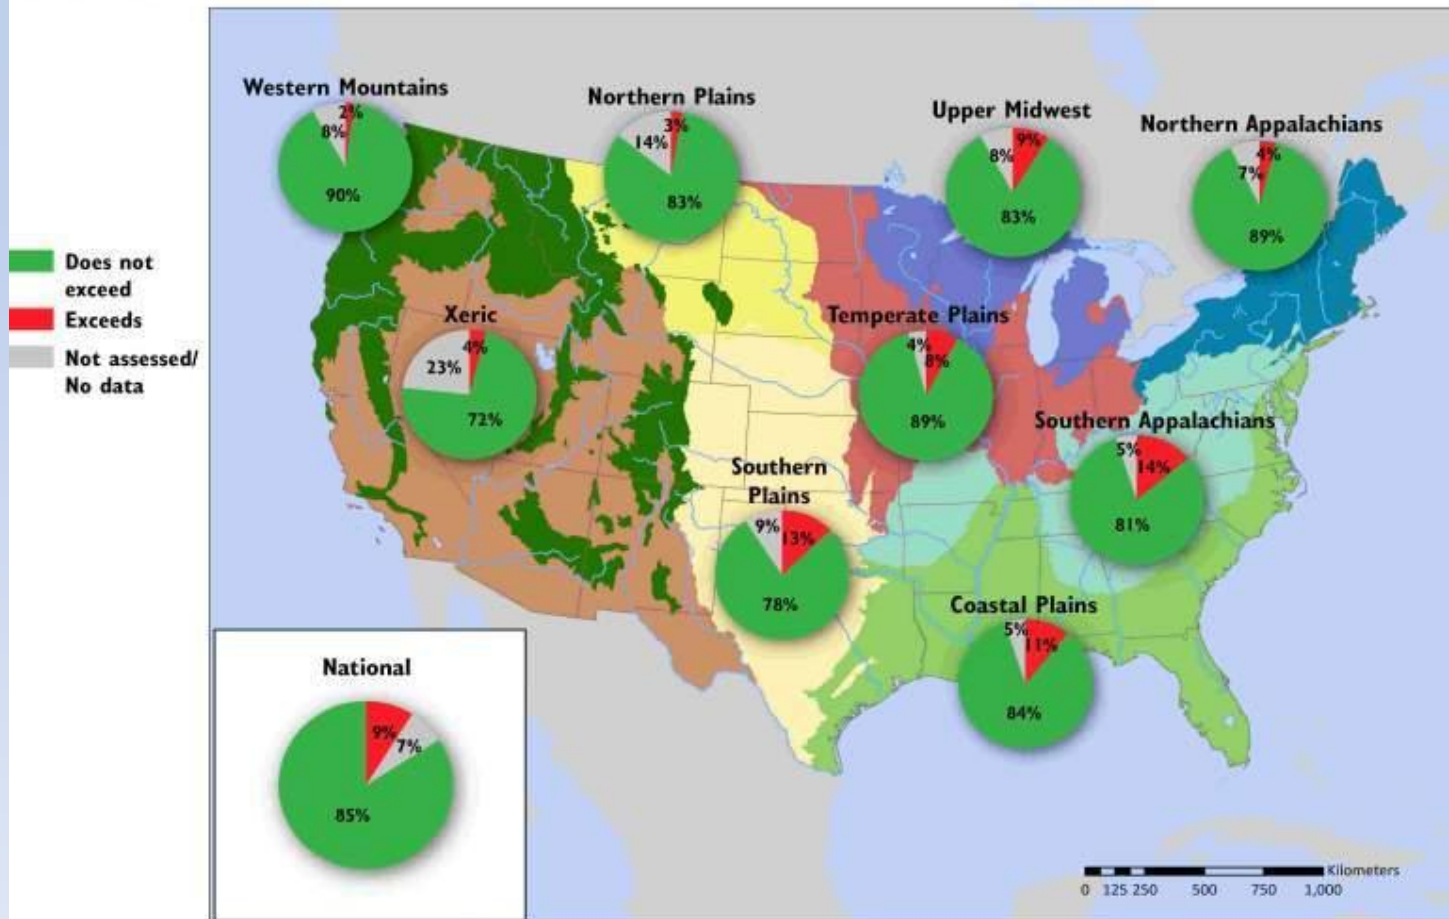 Western Mountains
2%
8%
90%
Northern Plains
3%
14%
83%
Upper Midwest
9%
8%
83%
Northern Appalachians
4%
7%
89%
Does not
exceed
Exceeds
Not assessed/
No data
Xeric
4%
23%
72%
Temperate Plains
4%
8%
89%
Southern Appalachians
5%
14%
81%
Southern
Plains
9%
13%
78%
Coastal Plains
5%
11%
84%
National
9%
7%
85%
Kilometers
0 125 250 500 750 1,000